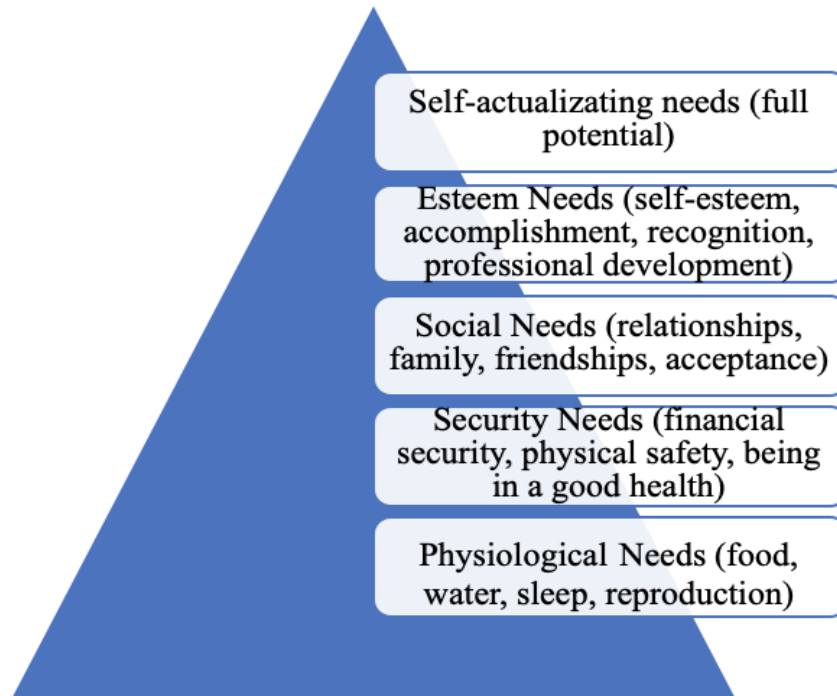 Self-actualizating needs (full
potential)
Esteem Needs (self-esteem,
accomplishment, recognition,
professional development)
Social Needs (relationships,
family, friendships, acceptance)
Security Needs (financial
security, physical safety, being
in a good health)
Physiological Needs (food,
water, sleep, reproduction)